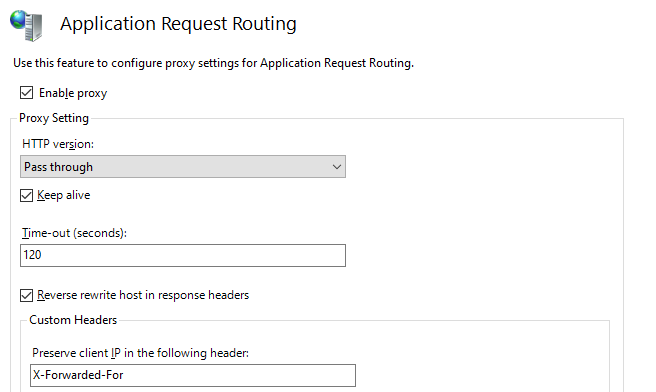 Application Request Routing
Use this feature to configure proxy settings for Application Request Routing.
Enable proxy
Proxy Setting
HTTP version:
Pass through
Keep alive
Time-out (seconds):
120
Reverse rewrite host in response headers
Custom Headers
Preserve client IP in the following header:
X-Forwarded-For